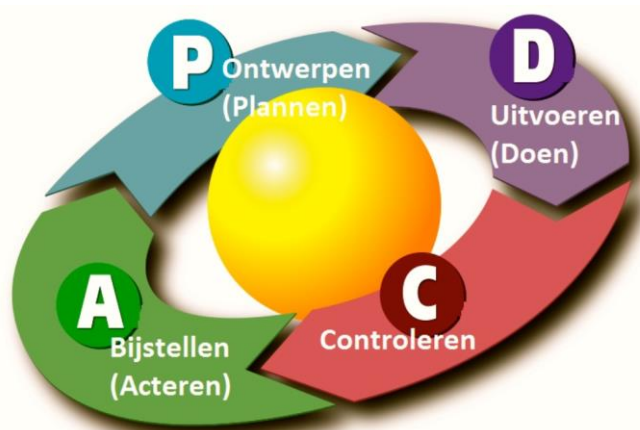 P
Ontwerpen
(Plannen)
D
Uitvoeren
(Doen)
C
Controleren
A
Bijstellen
(Acteren)